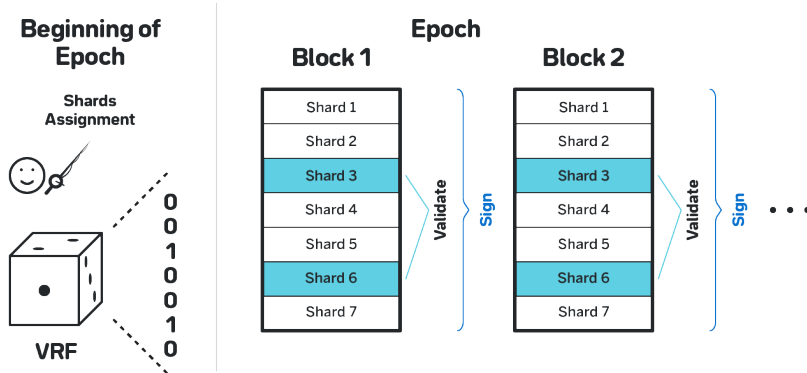 Beginning of
Epoch
Shards
Assignment
0
0
1
0
0
1
0
VRF
Epoch
Block 1
Shard 1
Shard 2
Shard 3
Shard 4
Shard 5
Shard 6
Shard 7
Validate
Sign
Block 2
Shard 1
Shard 2
Shard 3
Shard 4
Shard 5
Shard 6
Shard 7
Validate
Sign